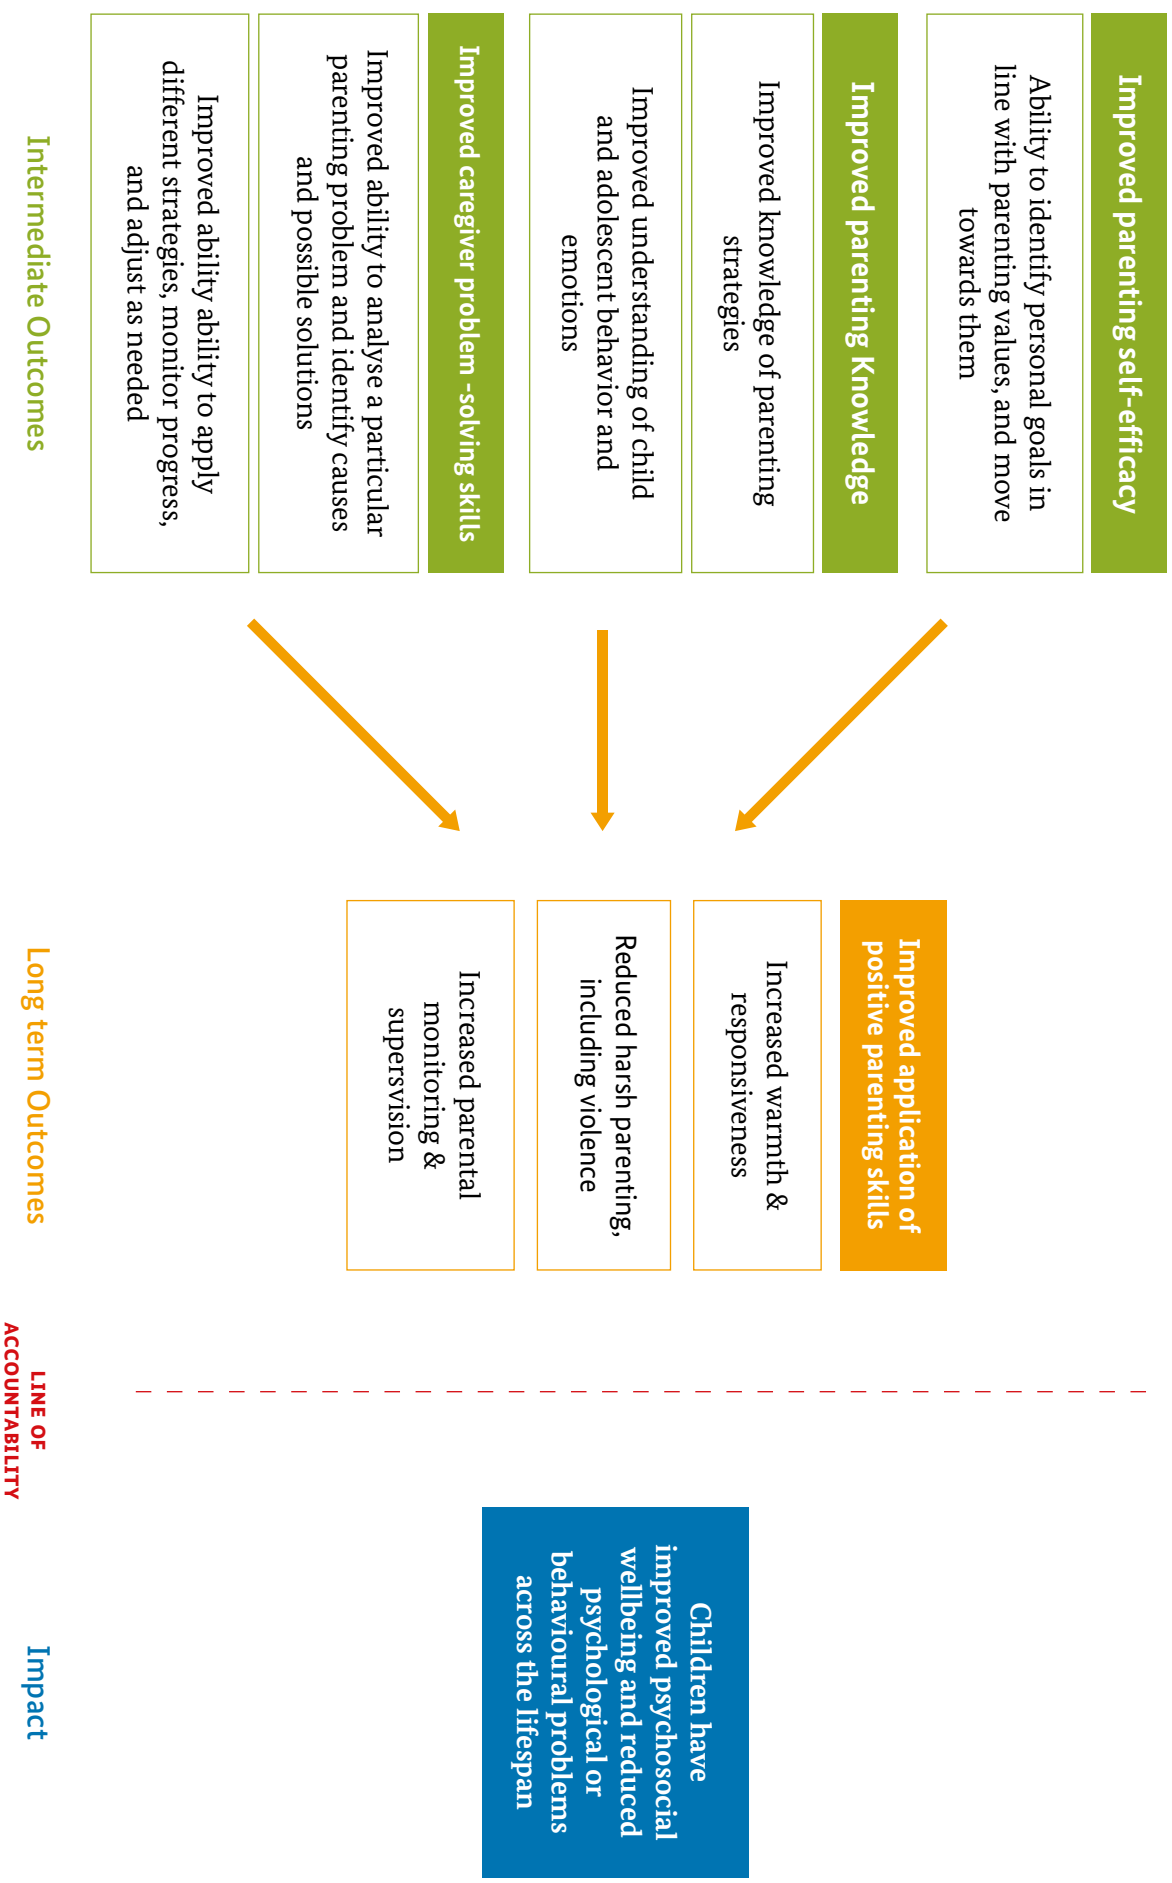 Improved parenting self-efficacy
Ability to identify personal goals in
line with parenting values, and move
towards them
Improved parenting Knowledge
Improved knowledge of parenting
strategies
Improved understanding of child
and adolescent behavior and
emotions
Improved caregiver problem -solving skills
Improved ability to analyse a particular
parenting problem and identify causes
and possible solutions
Improved ability ability to apply
different strategies, monitor progress,
and adjust as needed
Intermediate Outcomes
Improved application of
positive parenting skills
Increased warmth &
responsiveness
Reduced harsh parenting,
including violence
Increased parental
monitoring &
supersvision
Long term Outcomes
LINE OF
ACCOUNTABILITY
Children have
improved psychosocial
wellbeing and reduced
psychological or
behavioural problems
across the lifespan
Impact